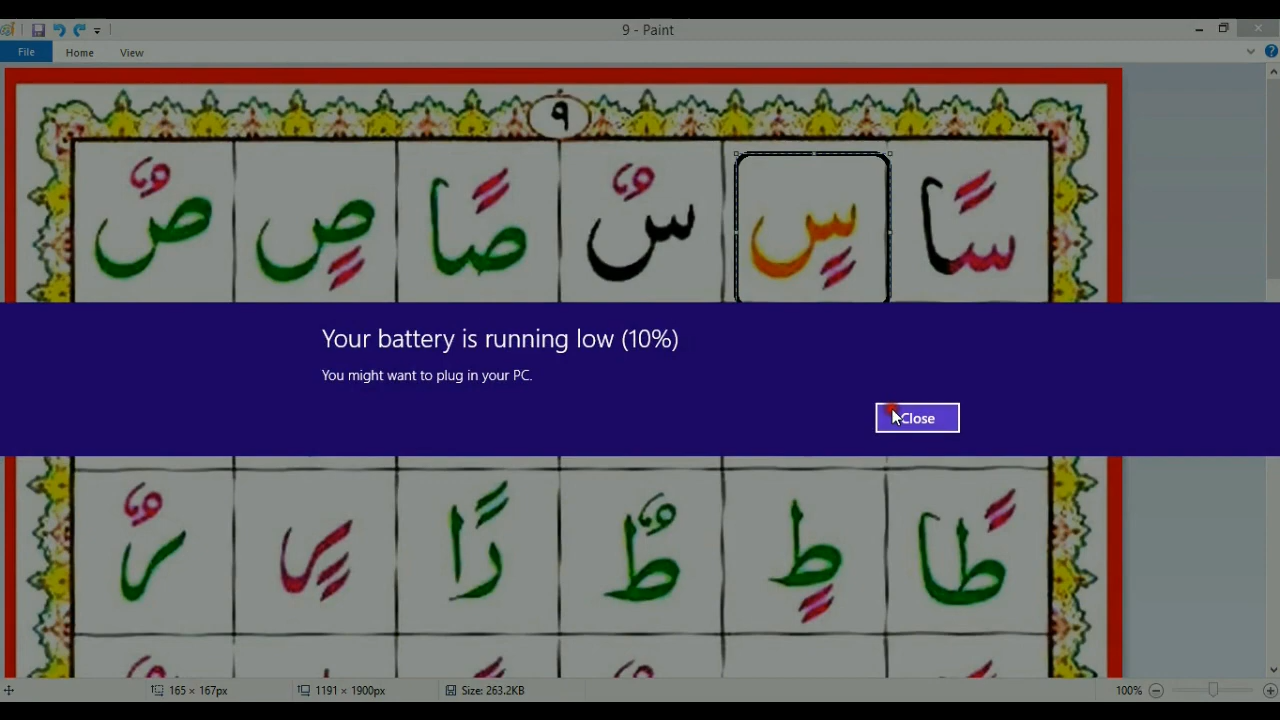 9 - Paint
File Home View
٩
سًا سٍ سٌ صًا صٍ صٌ
Your battery is running low (10%)
You might want to plug in your PC.
Close
طًا طٍ طٌ رًا رٍ رٌ
165 × 167px 1191 × 1900px Size: 263.2KB 100%